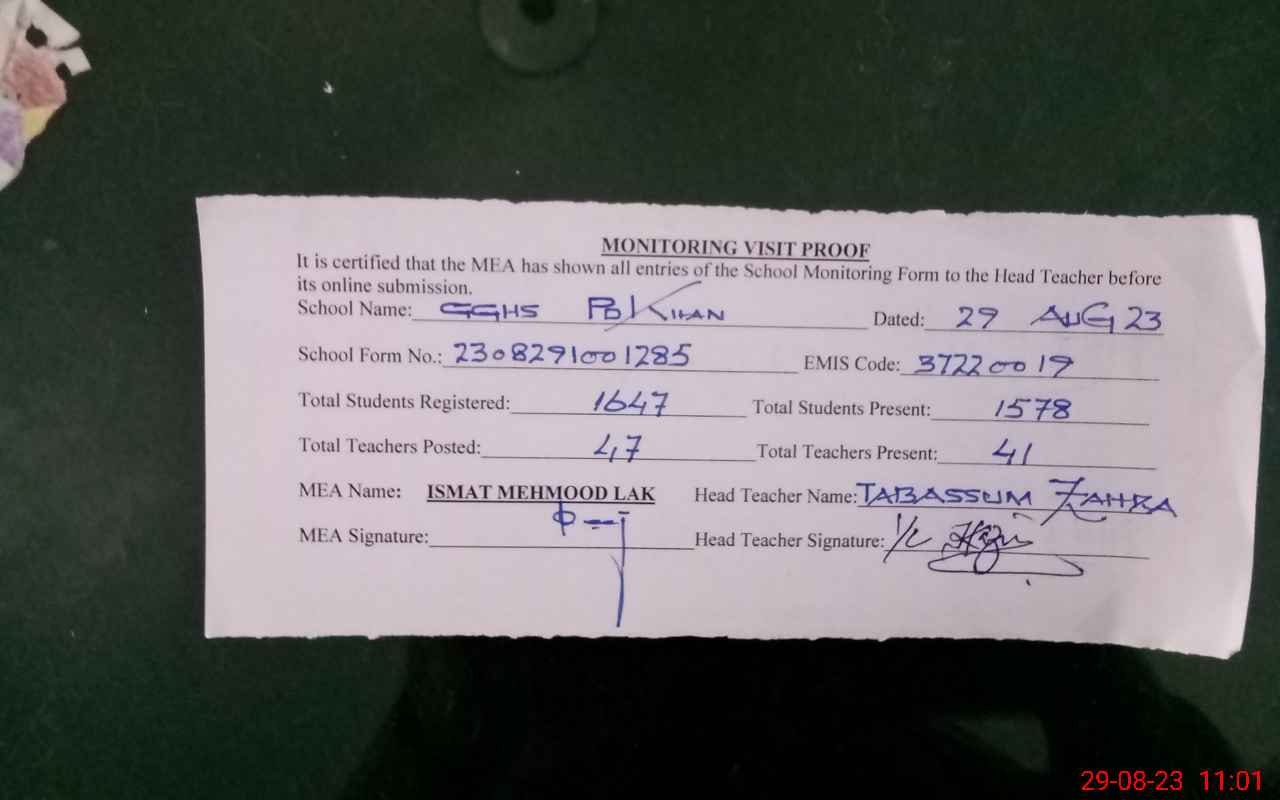 MONITORING VISIT PROOF
It is certified that the MEA has shown all entries of the School Monitoring Form to the Head Teacher before
its online submission.
School Name: GGHS PD KHAN Dated: 29 AUG 23
School Form No.: 2308291001285 EMIS Code: 37220019
Total Students Registered: 1647 Total Students Present: 1578
Total Teachers Posted: 47 Total Teachers Present: 41
MEA Name: ISMAT MEHMOOD LAK Head Teacher Name: TABASSUM ZAHRA
MEA Signature: Head Teacher Signature: I/C
29-08-23 11:01